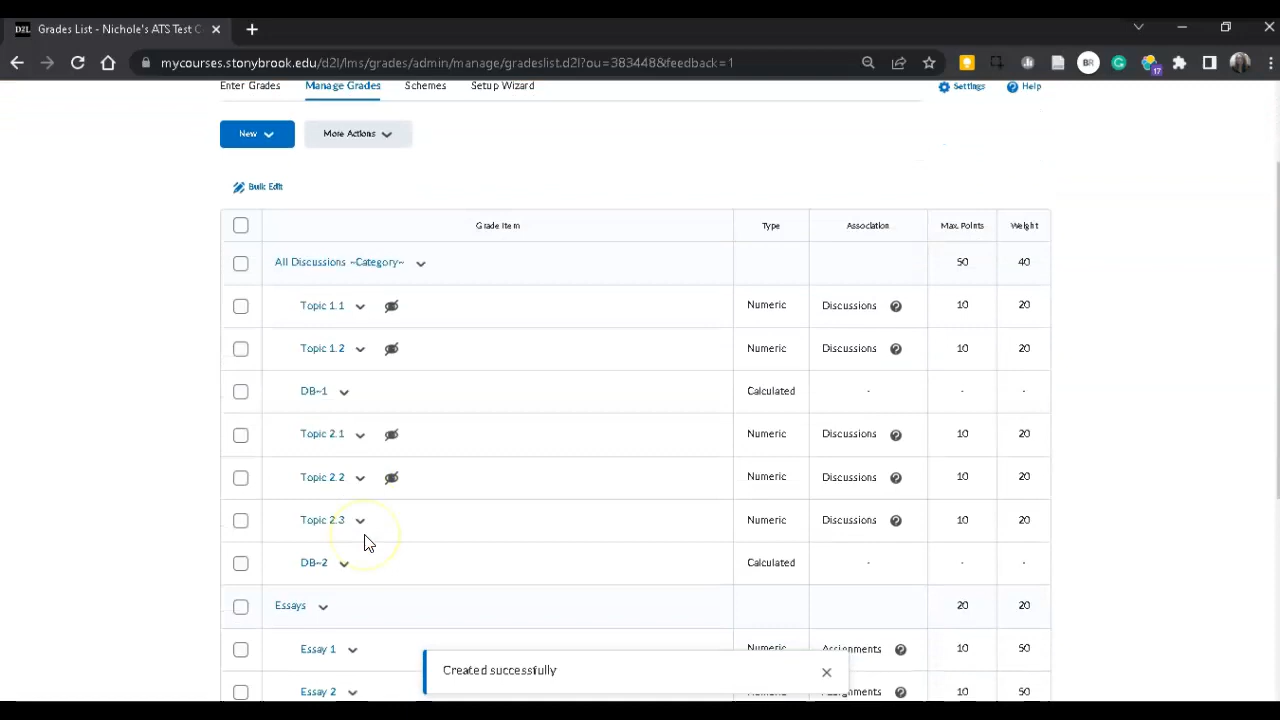 D2L Grades List - Nichole's ATS Test C
mycourses.stonybrook.edu/d2l/lms/grades/admin/manage/gradeslist.d2l?ou=383448&feedback=1
BR
17
Enter Grades Manage Grades Schemes Setup Wizard Settings Help
New More Actions
Bulk Edit
Grade Item Type Association Max. Points Weight
All Discussions ~Category~ 50 40
Topic 1.1 Numeric Discussions 10 20
Topic 1.2 Numeric Discussions 10 20
DB~1 Calculated - - -
Topic 2.1 Numeric Discussions 10 20
Topic 2.2 Numeric Discussions 10 20
Topic 2.3 Numeric Discussions 10 20
DB~2 Calculated - - -
Essays 20 20
Essay 1 Numeric Assignments 10 50
Created successfully
Essay 2 10 50